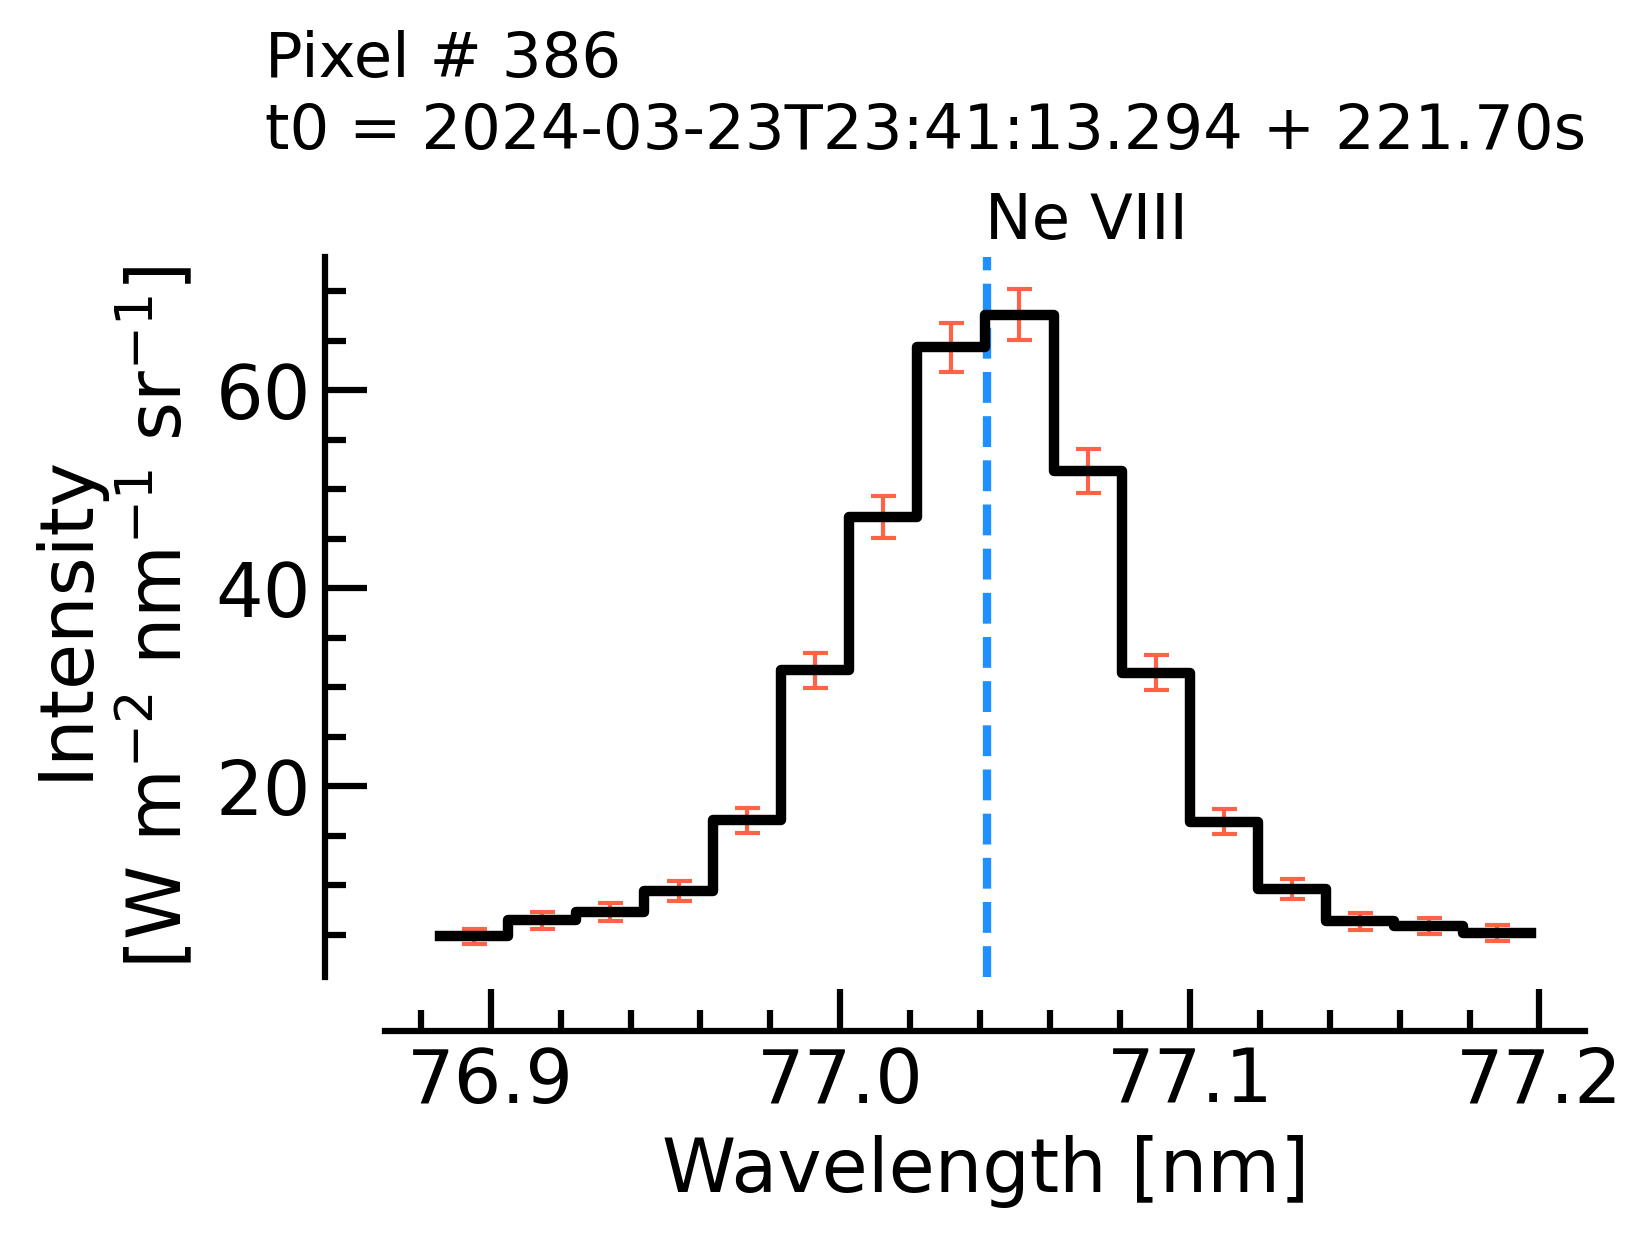 Pixel # 386
t0 = 2024-03-23T23:41:13.294 + 221.70s
Ne VIII
Intensity
[W m⁻² nm⁻¹ sr⁻¹]
60
40
20
76.9 77.0 77.1 77.2
Wavelength [nm]